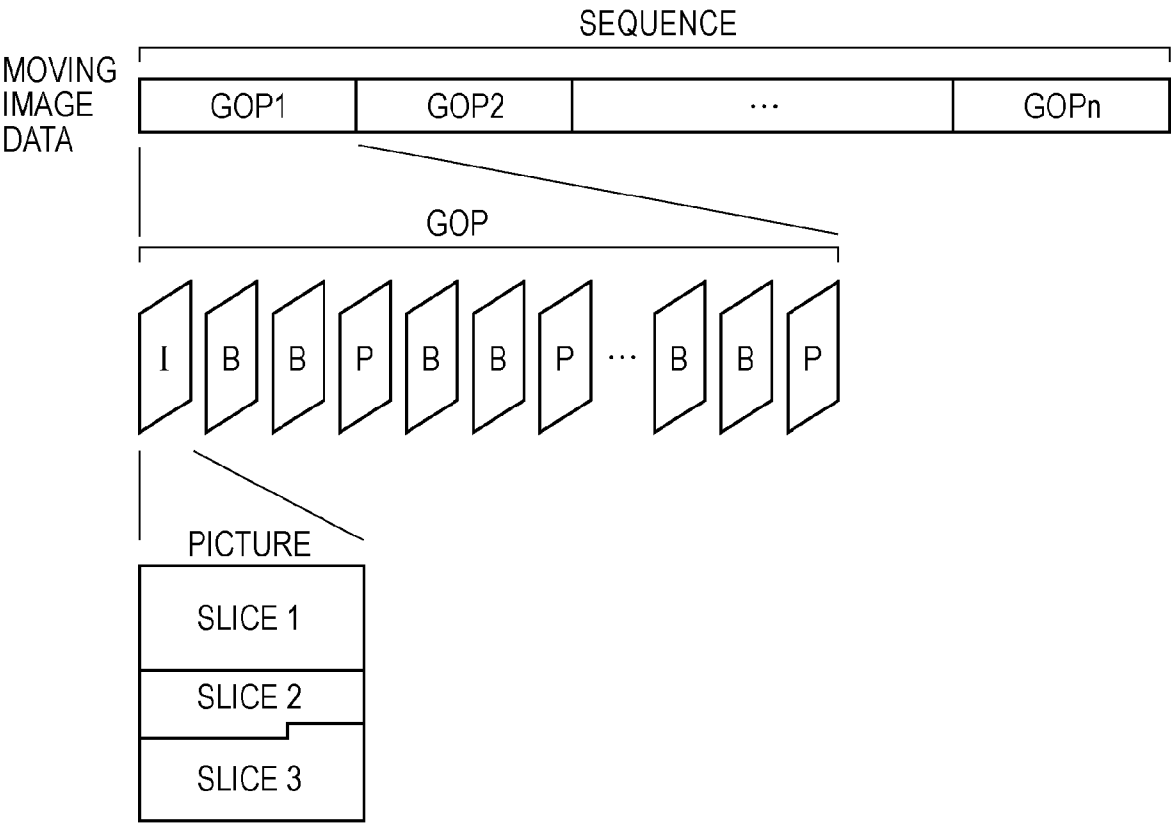 SEQUENCE
MOVING
IMAGE
DATA
GOP1 GOP2 ... GOPn
GOP
I B B P B B P ... B B P
PICTURE
SLICE 1
SLICE 2
SLICE 3